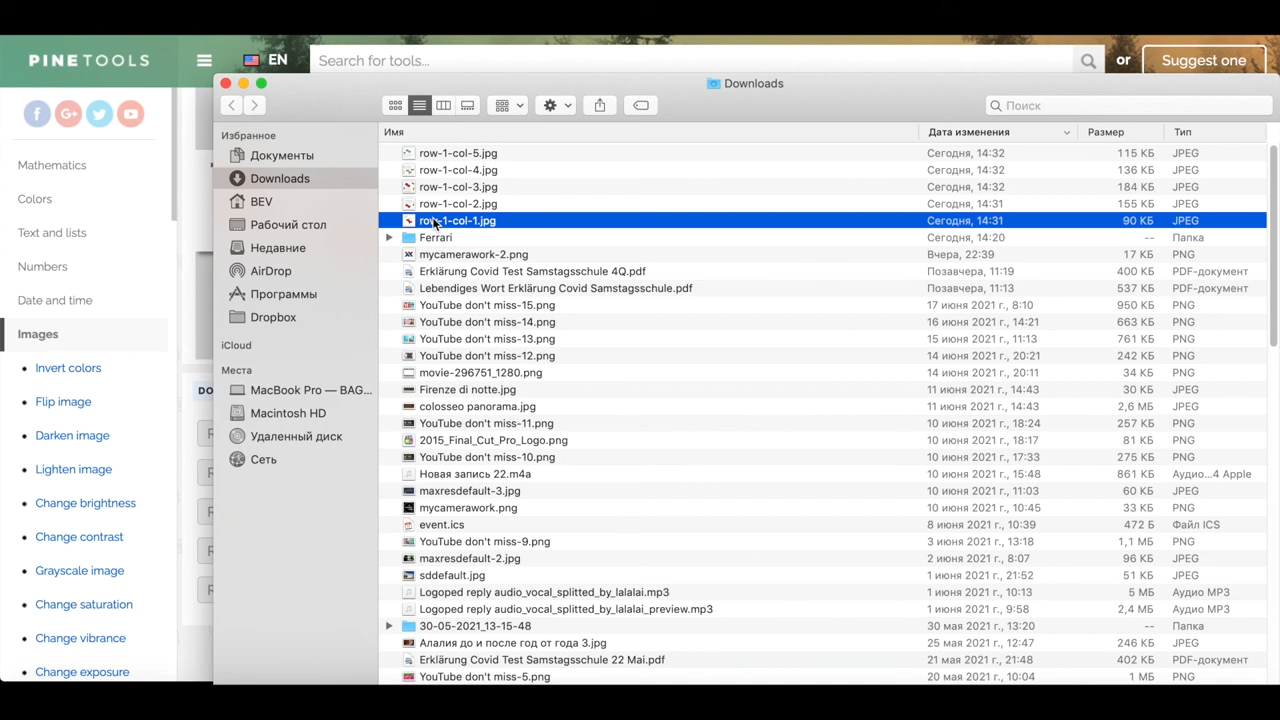 PINETOOLS
EN
Search for tools...
or
Suggest one
Mathematics
Colors
Text and lists
Numbers
Date and time
Images
Invert colors
Flip image
Darken image
Lighten image
Change brightness
Change contrast
Grayscale image
Change saturation
Change vibrance
Change exposure
DO
Downloads
Поиск
Избранное
Документы
Downloads
BEV
Рабочий стол
Недавние
AirDrop
Программы
Dropbox
iCloud
Места
MacBook Pro — BAG...
Macintosh HD
Удаленный диск
Сеть
Имя Дата изменения Размер Тип
row-1-col-5.jpg Сегодня, 14:32 115 КБ JPEG
row-1-col-4.jpg Сегодня, 14:32 136 КБ JPEG
row-1-col-3.jpg Сегодня, 14:32 184 КБ JPEG
row-1-col-2.jpg Сегодня, 14:32 155 КБ JPEG
row-1-col-1.jpg Сегодня, 14:31 90 КБ JPEG
Ferrari Сегодня, 14:20 -- Папка
mycamerawork-2.png Вчера, 22:39 17 КБ PNG
Erklärung Covid Test Samstagsschule 4Q.pdf Позавчера, 11:19 400 КБ PDF-документ
Lebendiges Wort Erklärung Covid Samstagsschule.pdf Позавчера, 11:13 537 КБ PDF-документ
YouTube don't miss-15.png 17 июня 2021 г., 8:10 950 КБ PNG
YouTube don't miss-14.png 16 июня 2021 г., 14:21 663 КБ PNG
YouTube don't miss-13.png 15 июня 2021 г., 11:13 761 КБ PNG
YouTube don't miss-12.png 14 июня 2021 г., 20:21 242 КБ PNG
movie-296751_1280.png 14 июня 2021 г., 20:11 34 КБ PNG
Firenze di notte.jpg 11 июня 2021 г., 14:43 30 КБ JPEG
colosseo panorama.jpg 11 июня 2021 г., 14:43 2,6 МБ JPEG
YouTube don't miss-11.png 10 июня 2021 г., 18:24 257 КБ PNG
2015_Final_Cut_Pro_Logo.png 10 июня 2021 г., 18:17 81 КБ PNG
YouTube don't miss-10.png 10 июня 2021 г., 17:33 275 КБ PNG
Новая запись 22.m4a 10 июня 2021 г., 15:48 861 КБ Аудио...4 Apple
maxresdefault-3.jpg 10 июня 2021 г., 11:03 60 КБ JPEG
mycamerawork.png 10 июня 2021 г., 10:45 33 КБ PNG
event.ics 8 июня 2021 г., 10:39 472 Б Файл ICS
YouTube don't miss-9.png 3 июня 2021 г., 13:18 1,1 МБ PNG
maxresdefault-2.jpg 2 июня 2021 г., 8:07 96 КБ JPEG
sddefault.jpg 1 июня 2021 г., 21:52 51 КБ JPEG
Logoped reply audio_vocal_splitted_by_lalalai.mp3 1 июня 2021 г., 10:13 5 МБ Аудио MP3
Logoped reply audio_vocal_splitted_by_lalalai_preview.mp3 1 июня 2021 г., 9:58 2,4 МБ Аудио MP3
30-05-2021_13-15-48 30 мая 2021 г., 13:20 -- Папка
Алалия до и после год от года 3.jpg 25 мая 2021 г., 12:47 246 КБ JPEG
Erklärung Covid Test Samstagsschule 22 Mai.pdf 21 мая 2021 г., 21:48 402 КБ PDF-документ
YouTube don't miss-5.png 20 мая 2021 г., 10:04 1 МБ PNG